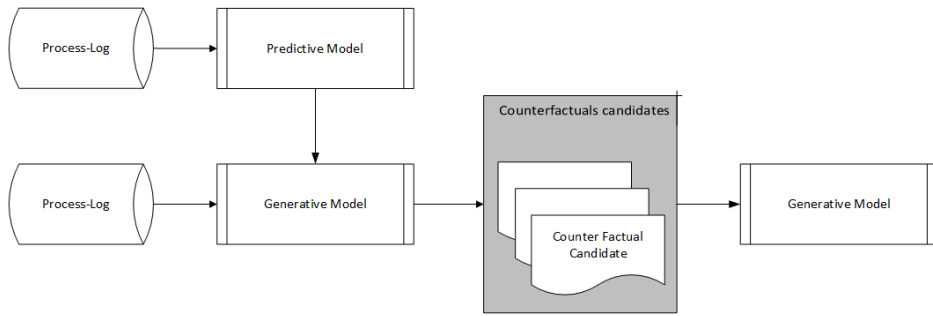 Process-Log
Predictive Model
Counterfactuals candidates
Process-Log
Generative Model
Counter Factual
Candidate
Generative Model